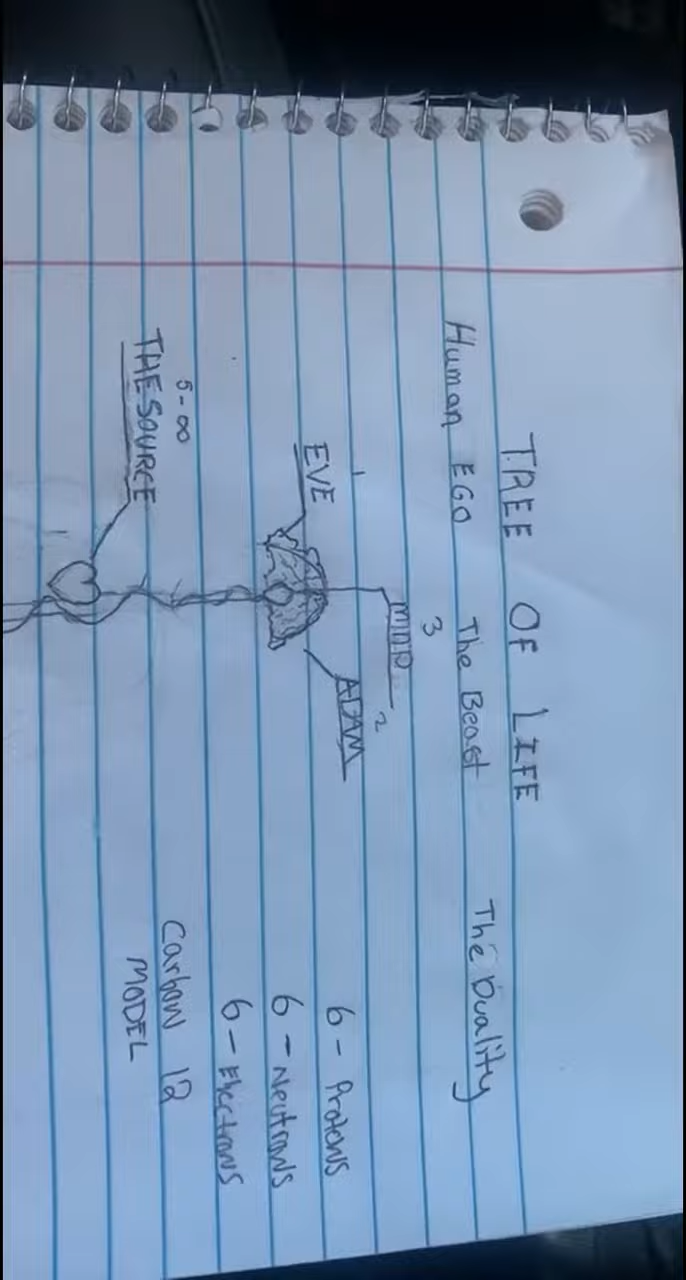 TREE OF LIFE
Human EGO The Beast The Duality
3
MIND
2
1
EVE
ADAM
6 - Protons
6 - Neutrons
6 - Electrons
5-∞
THE SOURCE
Carbon 12
MODEL